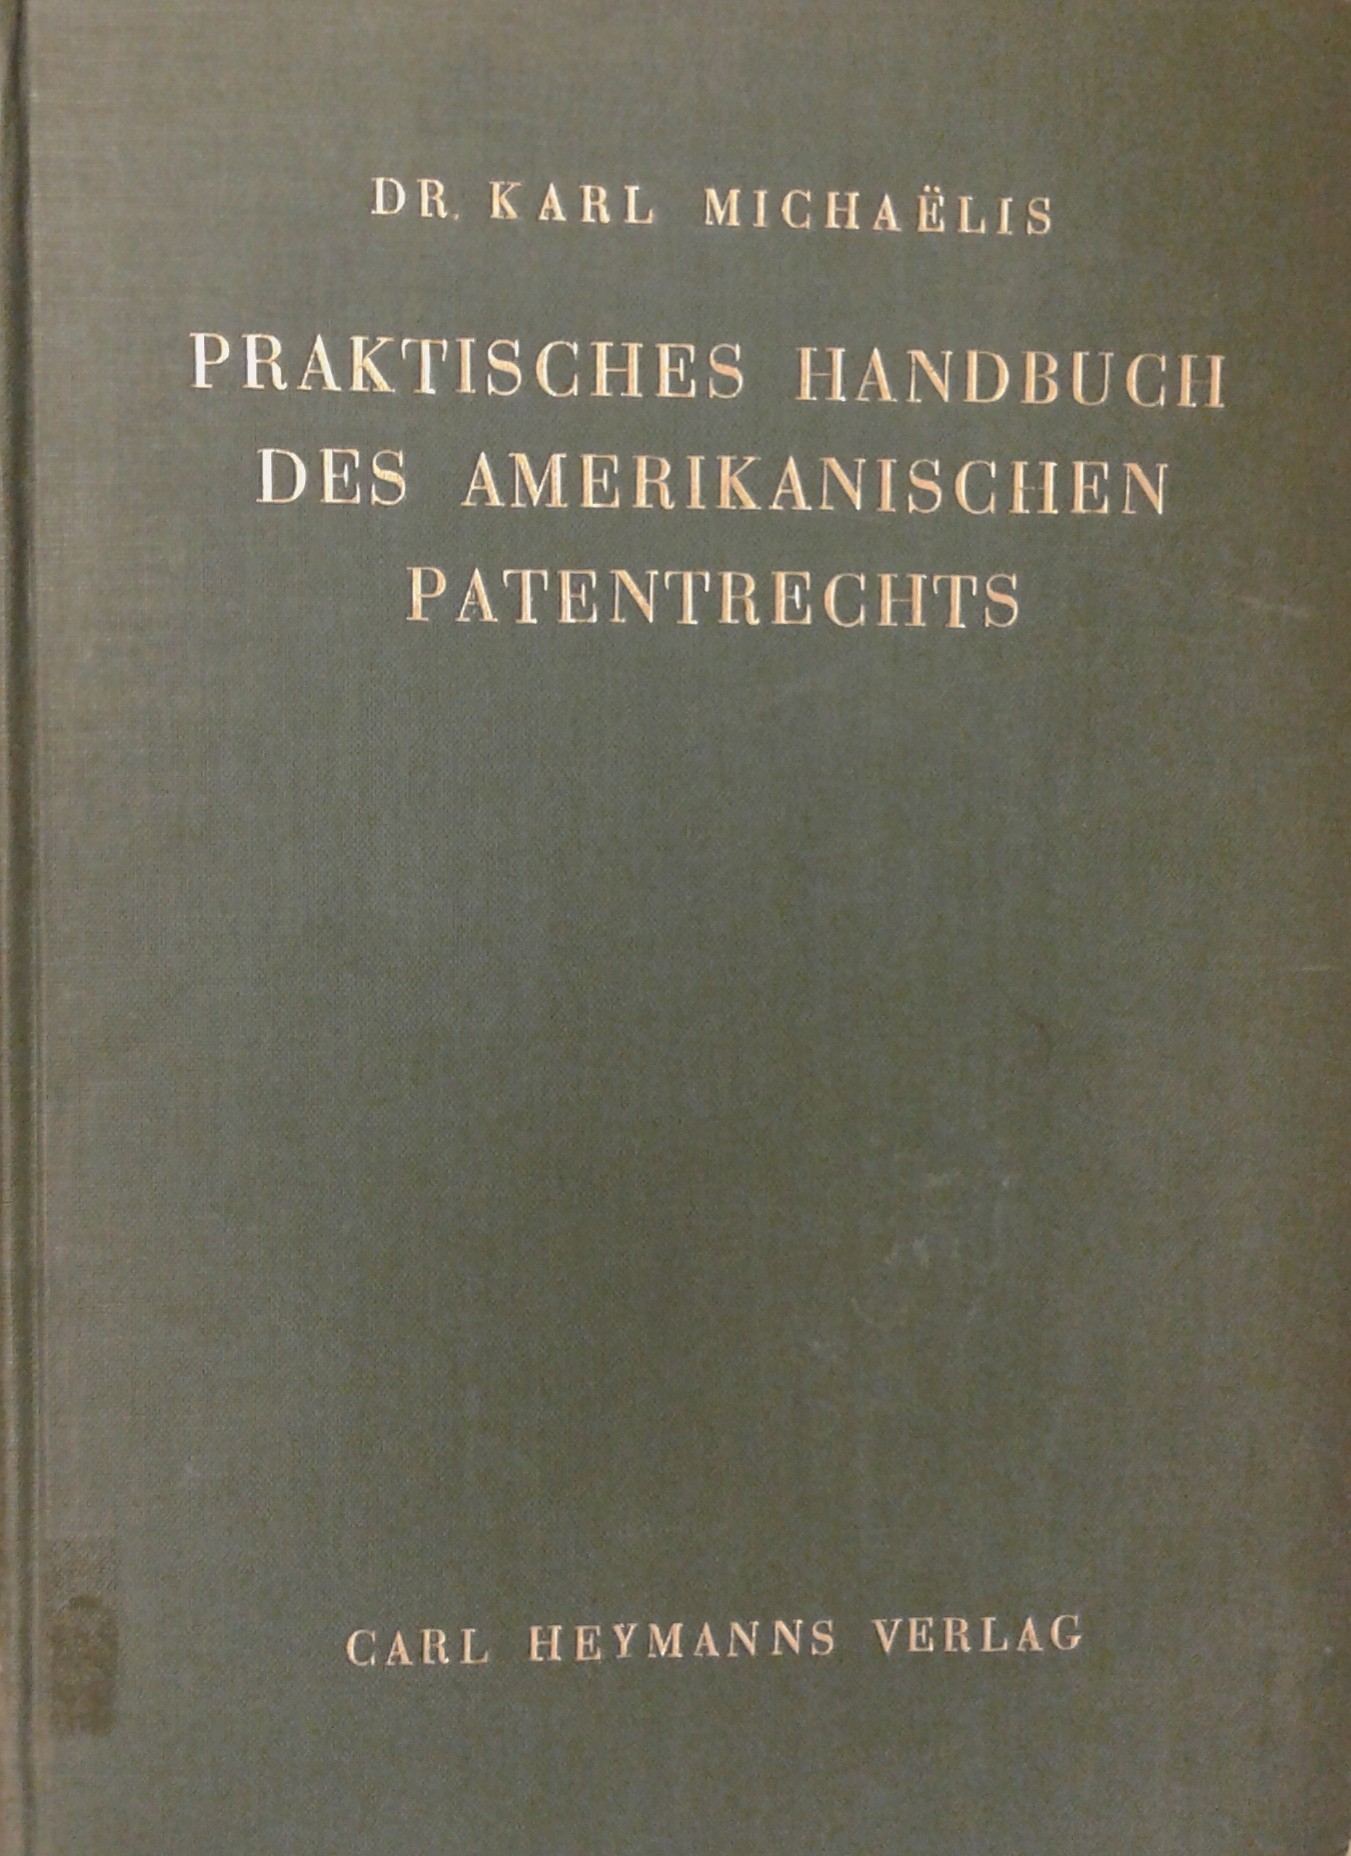 DR. KARL MICHAËLIS
PRAKTISCHES HANDBUCH
DES AMERIKANISCHEN
PATENTRECHTS
CARL HEYMANNS VERLAG